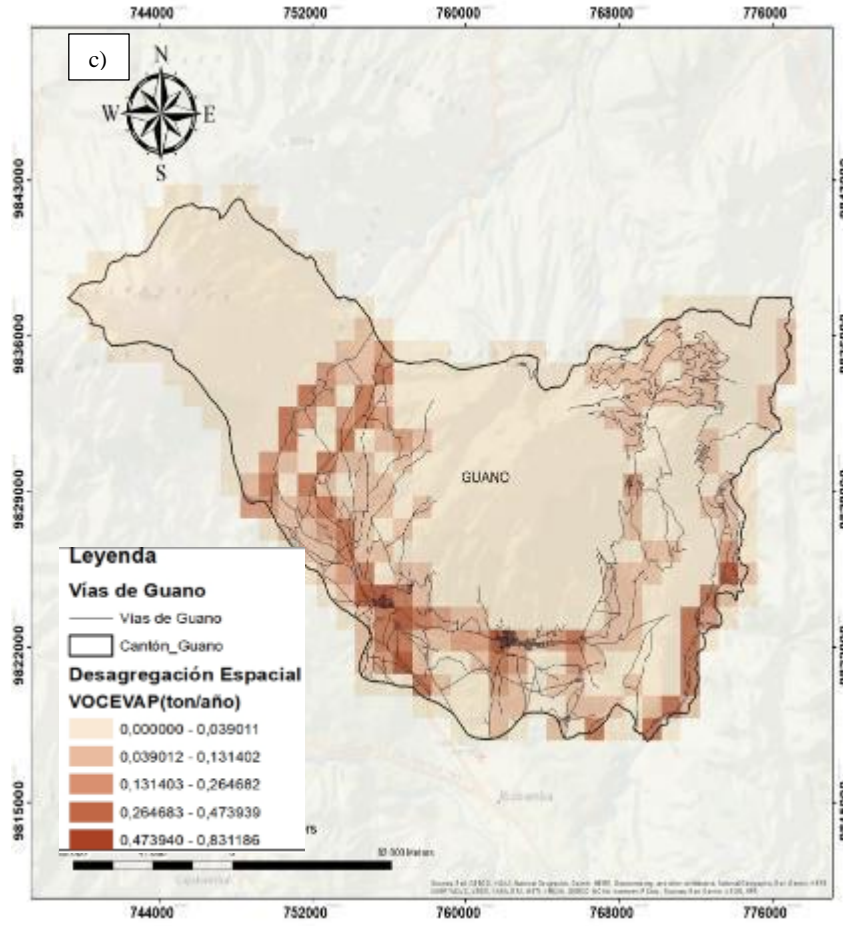 744000 752000 760000 768000 776000
c)
N
W E
S
9843000
9836000
GUANO
9829000
Leyenda
Vías de Guano
Vías de Guano
Cantón_Guano
Desagregación Espacial
VOCEVAP(ton/año)
0,000000 - 0,039011
0,039012 - 0,131402
0,131403 - 0,264682
0,264683 - 0,473939
0,473940 - 0,831186
9822000
9815000
Riobamba
rs
744000 752000 760000 768000 776000